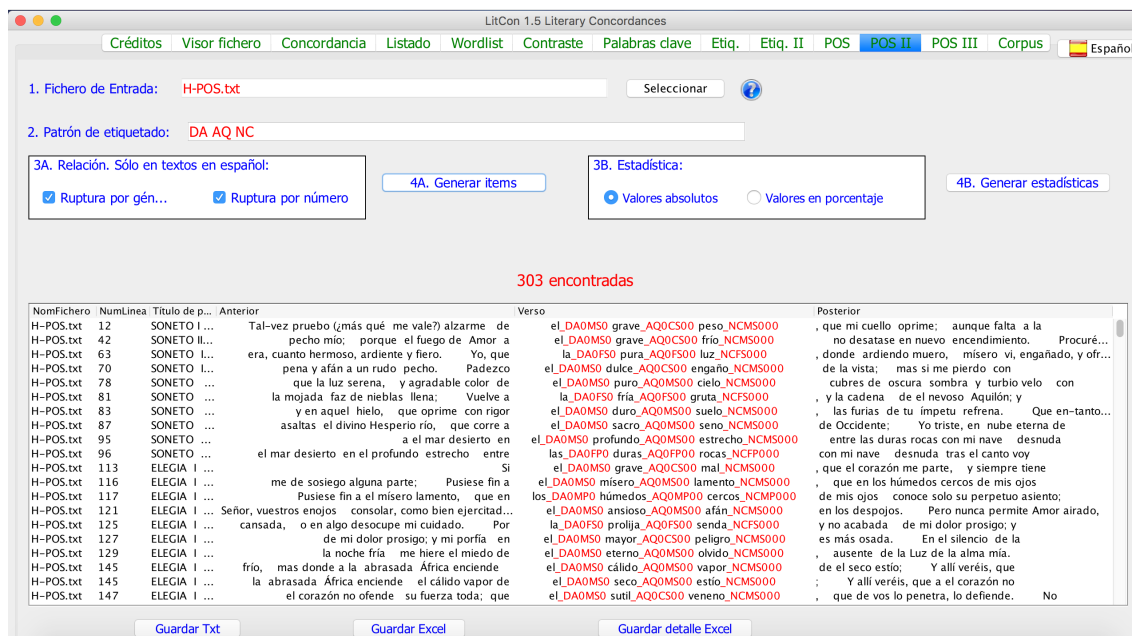 LitCon 1.5 Literary Concordances
Créditos Visor fichero Concordancia Listado Wordlist Contraste Palabras clave Etiq. Etiq. II POS POS II POS III Corpus Español
1. Fichero de Entrada: H-POS.txt Seleccionar ?
2. Patrón de etiquetado: DA AQ NC
3A. Relación. Sólo en textos en español: 3B. Estadística:
Ruptura por gén... Ruptura por número 4A. Generar items Valores absolutos Valores en porcentaje 4B. Generar estadísticas
303 encontradas
NomFichero NumLinea Título de p... Anterior Verso Posterior
H-POS.txt 12 SONETO I ... Tal-vez pruebo (¿más qué me vale?) alzarme de el_DA0MS0 grave_AQ0CS00 peso_NCMS000 , que mi cuello oprime; aunque falta a la
H-POS.txt 42 SONETO II... pecho mío; porque el fuego de Amor a el_DA0MS0 grave_AQ0CS00 frío_NCMS000 no desatase en nuevo encendimiento. Procuré...
H-POS.txt 63 SONETO I... era, cuanto hermoso, ardiente y fiero. Yo, que la_DA0FS0 pura_AQ0FS00 luz_NCFS000 , donde ardiendo muero, mísero vi, engañado, y ofr...
H-POS.txt 70 SONETO I... pena y afán a un rudo pecho. Padezco el_DA0MS0 dulce_AQ0CS00 engaño_NCMS000 de la vista; mas si me pierdo con
H-POS.txt 78 SONETO ... que la luz serena, y agradable color de el_DA0MS0 puro_AQ0MS00 cielo_NCMS000 cubres de oscura sombra y turbio velo con
H-POS.txt 81 SONETO ... la mojada faz de nieblas llena; Vuelve a la_DA0FS0 fría_AQ0FS00 gruta_NCFS000 , y la cadena ; de el nevoso Aquilón; y
H-POS.txt 83 SONETO ... y en aquel hielo, que oprime con rigor el_DA0MS0 duro_AQ0MS00 suelo_NCMS000 , las furias de tu ímpetu refrena. Que en-tanto...
H-POS.txt 87 SONETO ... asaltas el divino Hesperio río, que corre a el_DA0MS0 sacro_AQ0MS00 seno_NCMS000 de Occidente; Yo triste, en nube eterna de
H-POS.txt 95 SONETO ... a el mar desierto en el_DA0MS0 profundo_AQ0MS00 estrecho_NCMS000 entre las duras rocas con mi nave desnuda
H-POS.txt 96 SONETO ... el mar desierto en el profundo estrecho entre las_DA0FP0 duras_AQ0FP00 rocas_NCFP000 con mi nave desnuda tras el canto voy
H-POS.txt 113 ELEGIA I ... Si el_DA0MS0 grave_AQ0CS00 mal_NCMS000 , que el corazón me parte, y siempre tiene
H-POS.txt 116 ELEGIA I ... me de sosiego alguna parte; Pusiese fin a el_DA0MS0 mísero_AQ0MS00 lamento_NCMS000 , que en los húmedos cercos de mis ojos
H-POS.txt 117 ELEGIA I ... Pusiese fin a el mísero lamento, que en los_DA0MP0 húmedos_AQ0MP00 cercos_NCMP000 de mis ojos conoce solo su perpetuo asiento;
H-POS.txt 121 ELEGIA I ... Señor, vuestros enojos consolar, como bien ejercitad... el_DA0MS0 ansioso_AQ0MS00 afán_NCMS000 en los despojos. Pero nunca permite Amor airado,
H-POS.txt 125 ELEGIA I ... cansada, o en algo desocupe mi cuidado. Por la_DA0FS0 prolija_AQ0FS00 senda_NCFS000 y no acabada de mi dolor prosigo; y
H-POS.txt 127 ELEGIA I ... de mi dolor prosigo; y mi porfía en el_DA0MS0 mayor_AQ0CS00 peligro_NCMS000 es más osada. En el silencio de la
H-POS.txt 129 ELEGIA I ... la noche fría me hiere el miedo de el_DA0MS0 eterno_AQ0MS00 olvido_NCMS000 , ausente de la Luz de la alma mía.
H-POS.txt 145 ELEGIA I ... frío, mas donde a la abrasada África enciende el_DA0MS0 cálido_AQ0MS00 vapor_NCMS000 de el seco estío; Y allí veréis, que
H-POS.txt 145 ELEGIA I ... la abrasada África enciende el cálido vapor de el_DA0MS0 seco_AQ0MS00 estío_NCMS000 ; Y allí veréis, que a el corazón no
H-POS.txt 147 ELEGIA I ... el corazón no ofende su fuerza toda; que el_DA0MS0 sutil_AQ0CS00 veneno_NCMS000 , que de vos lo penetra, lo defiende. No
Guardar Txt Guardar Excel Guardar detalle Excel